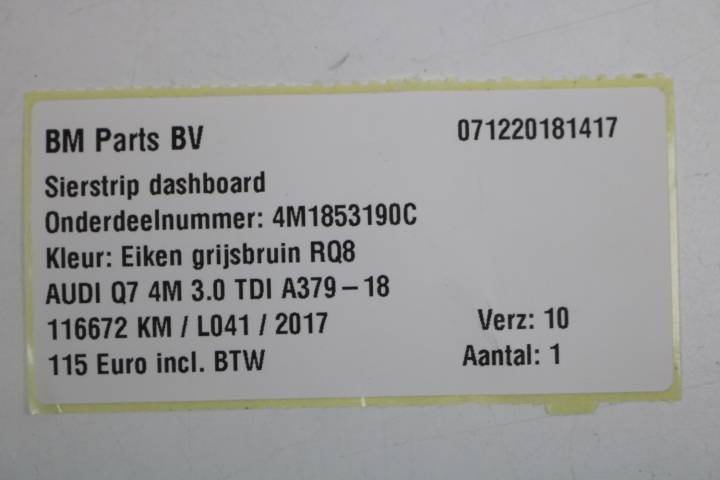 BM Parts BV 071220181417
Sierstrip dashboard
Onderdeelnummer: 4M1853190C
Kleur: Eiken grijsbruin RQ8
AUDI Q7 4M 3.0 TDI A379-18
116672 KM / L041 / 2017 Verz: 10
115 Euro incl. BTW Aantal: 1